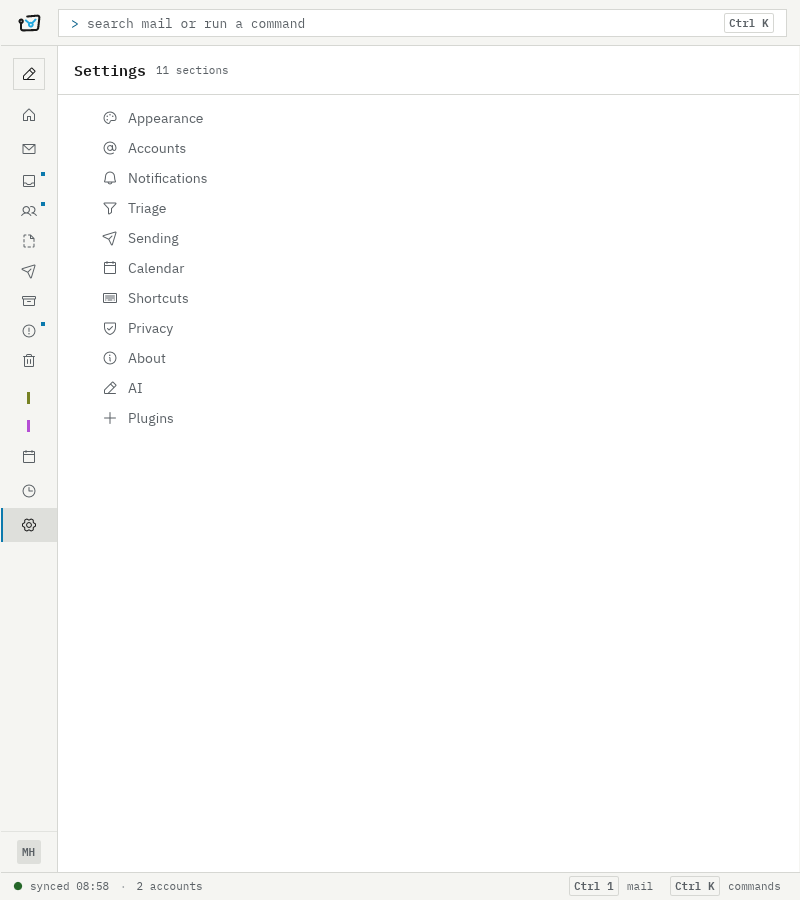 > search mail or run a command Ctrl K
Settings 11 sections
Appearance
Accounts
Notifications
Triage
Sending
Calendar
Shortcuts
Privacy
About
AI
Plugins
MH
synced 08:58 · 2 accounts Ctrl 1 mail Ctrl K commands